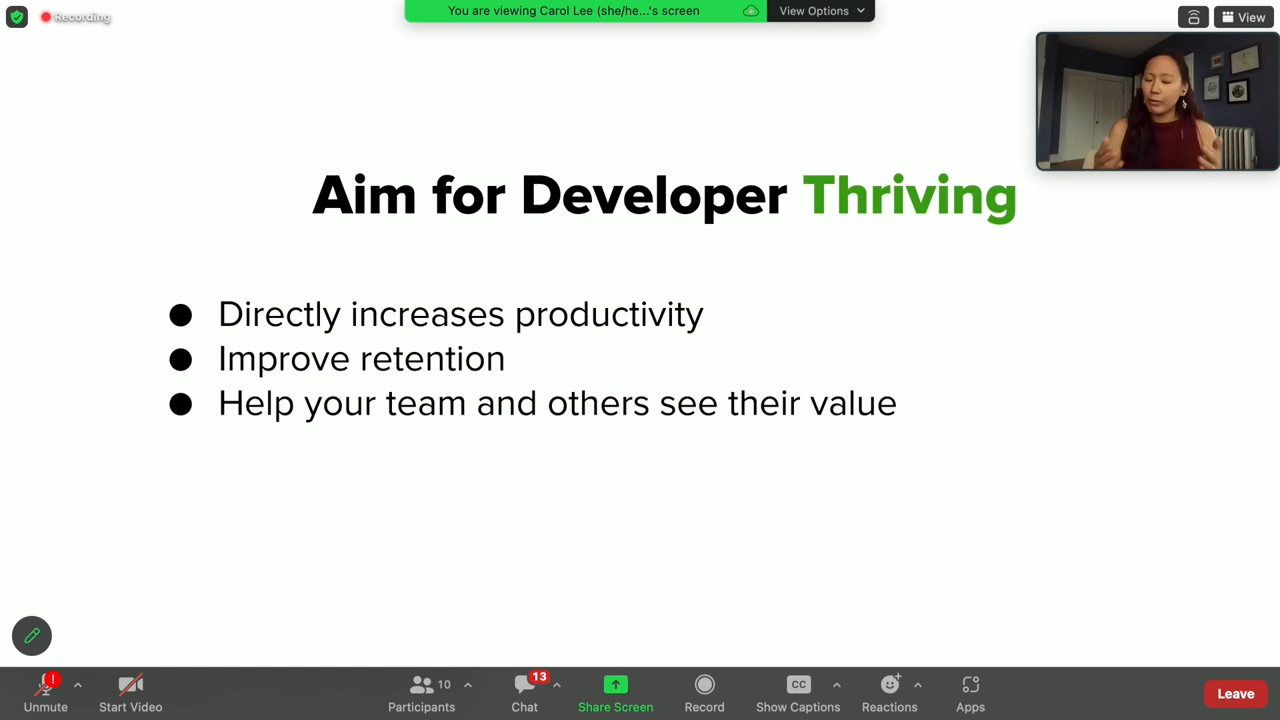 Recording
You are viewing Carol Lee (she/he...'s screen
View Options
View
Aim for Developer Thriving
● Directly increases productivity
● Improve retention
● Help your team and others see their value
!
13
10
CC
Unmute
Start Video
Participants
Chat
Share Screen
Record
Show Captions
Reactions
Apps
Leave